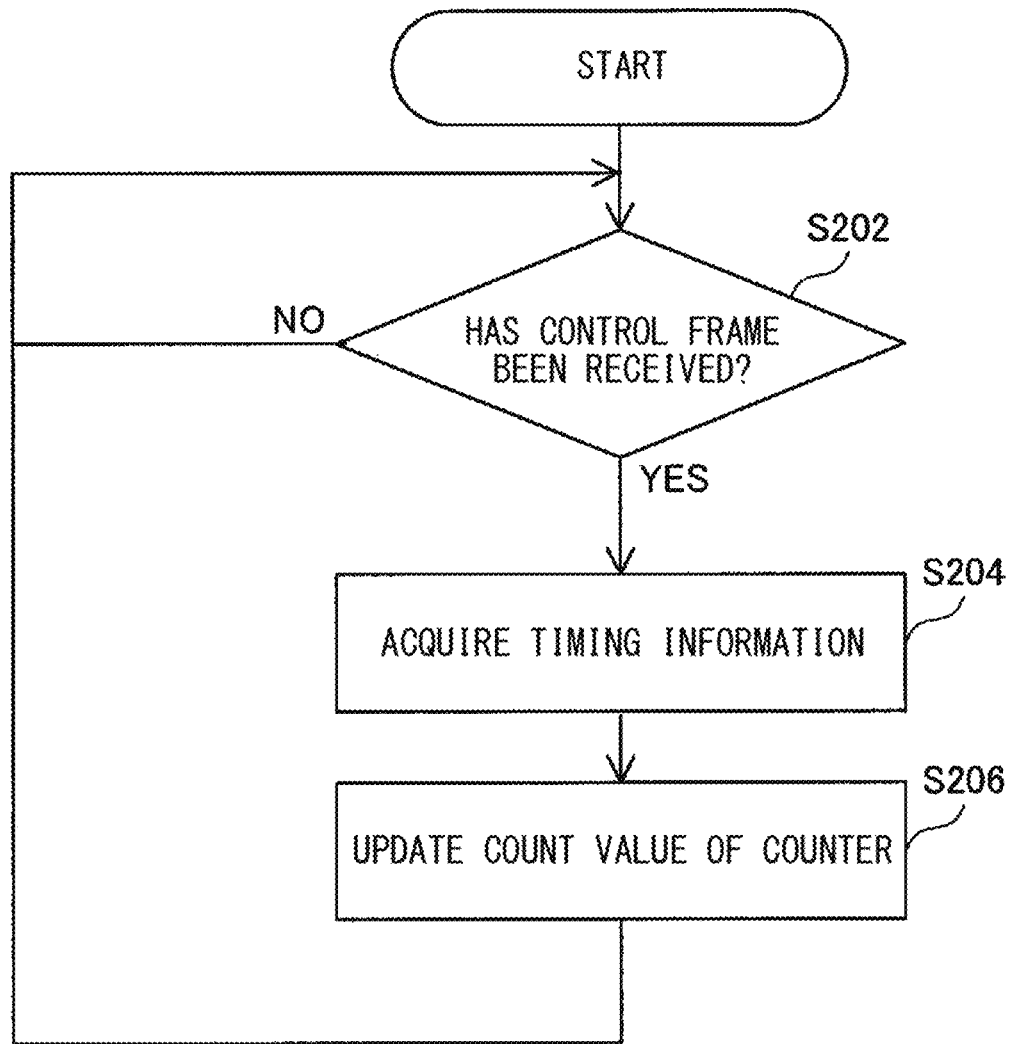 START
S202
NO
HAS CONTROL FRAME
BEEN RECEIVED?
YES
S204
ACQUIRE TIMING INFORMATION
S206
UPDATE COUNT VALUE OF COUNTER